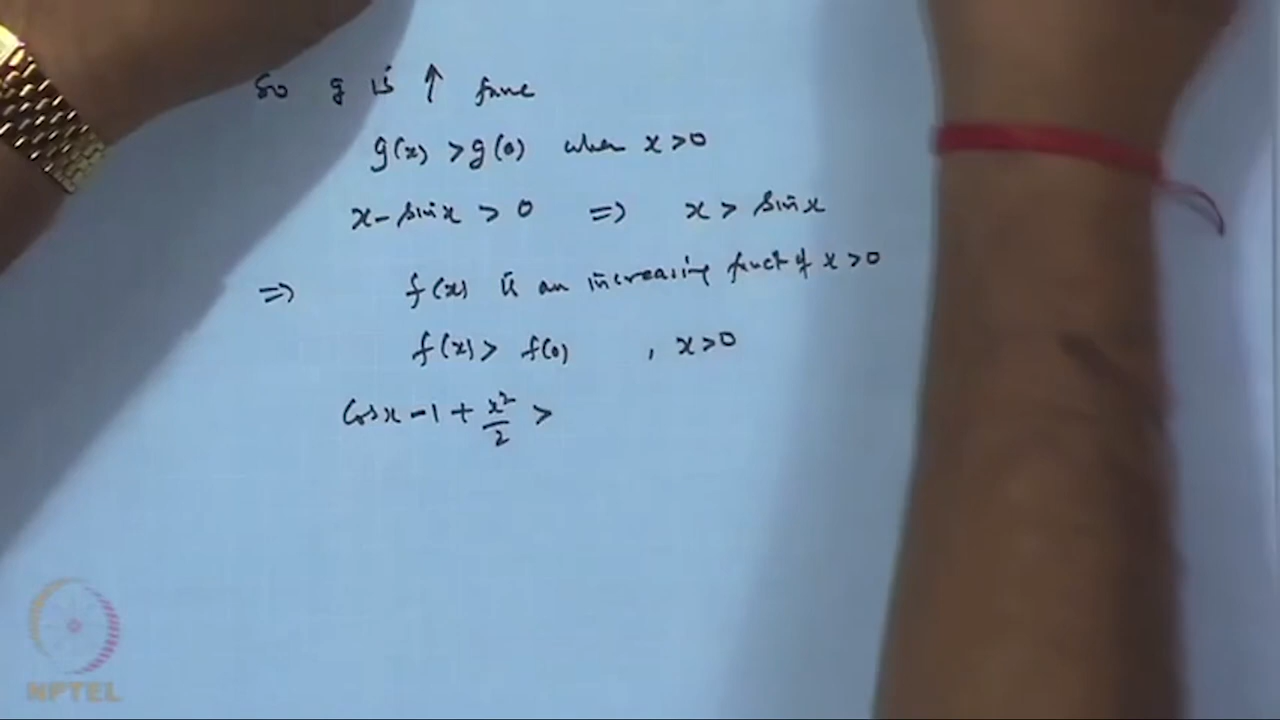 So g is ↑ func
g(x) > g(0) when x > 0
x - sin x > 0 => x > sin x
=> f(x) is an increasing funct of x > 0
f(x) > f(0) , x > 0
Cos x - 1 + x²/2 >
NPTEL